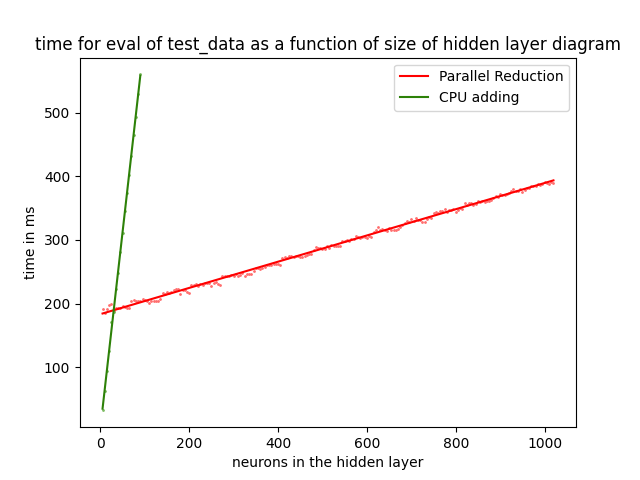 time for eval of test_data as a function of size of hidden layer diagram
Parallel Reduction
CPU adding
time in ms
500
400
300
200
100
0
200
400
600
800
1000
neurons in the hidden layer